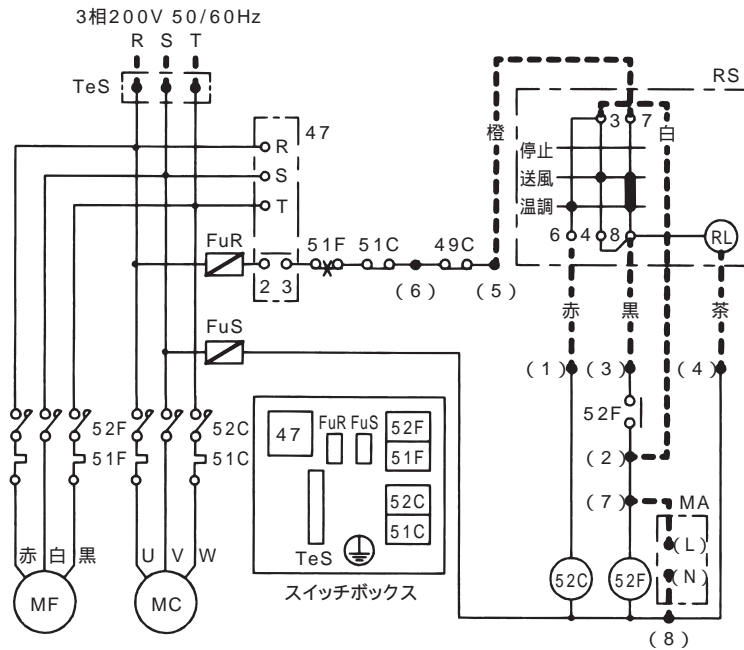 3相200V 50/60Hz
R S T
TeS
47
R
S
T
FuR
2 3
51F 51C 49C
(6) (5)
FuS
橙
RS
3 7 白
停止
送風
温調
6 4 8 RL
赤 黒 茶
(1) (3) (4)
52F
(2)
(7) MA
(L)
(N)
52C 52F
(8)
52F 52C
51F 51C
赤 白 黒 U V W
MF MC
47 FuR FuS 52F
51F
52C
51C
TeS
スイッチボックス